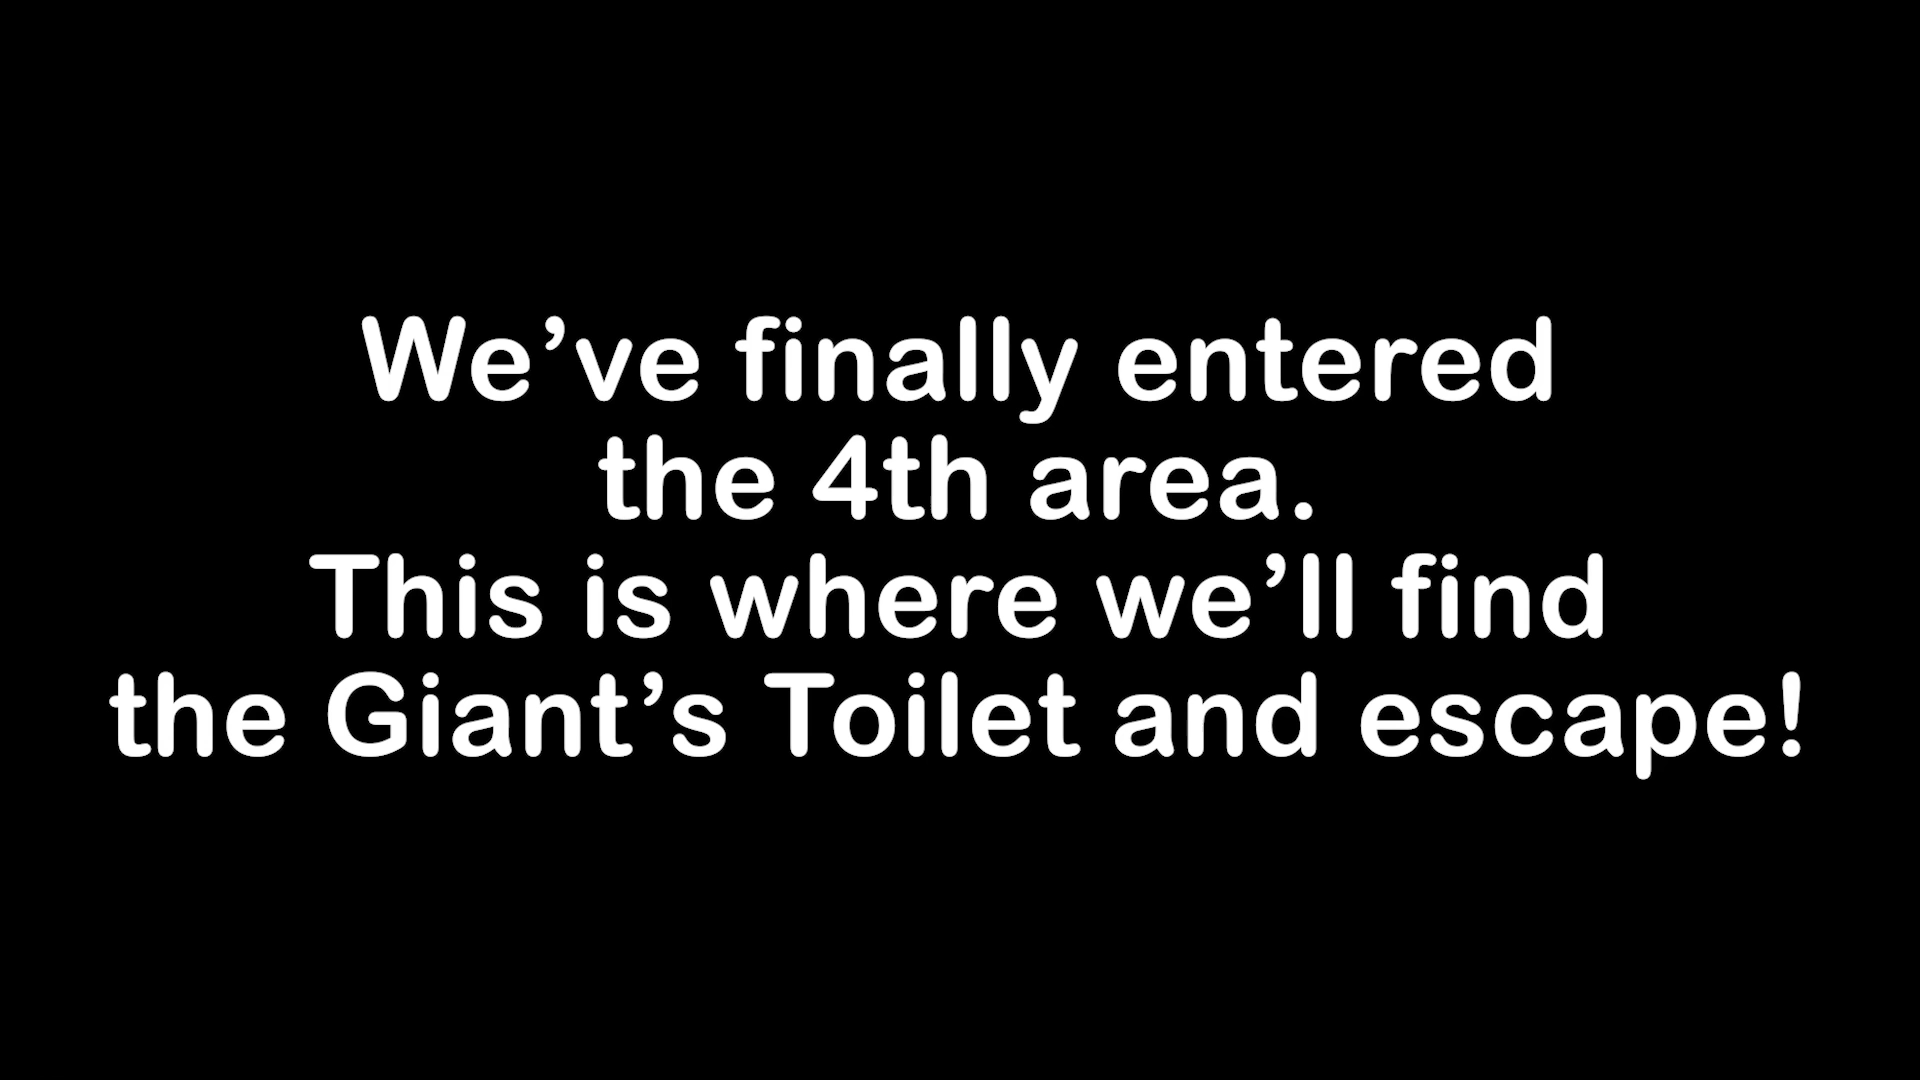 We’ve finally entered
the 4th area.
This is where we’ll find
the Giant’s Toilet and escape!